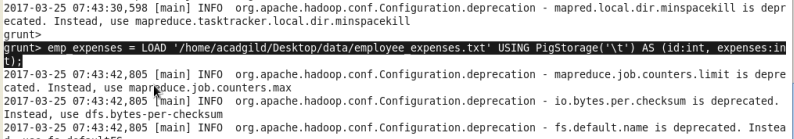 2017-03-25 07:43:30,598 [main] INFO  org.apache.hadoop.conf.Configuration.deprecation - mapred.local.dir.minspacekill is depr
ecated. Instead, use mapreduce.tasktracker.local.dir.minspacekill
grunt>
grunt> emp_expenses = LOAD '/home/acadgild/Desktop/data/employee_expenses.txt' USING PigStorage('\t') AS (id:int, expenses:in
t);
2017-03-25 07:43:42,805 [main] INFO  org.apache.hadoop.conf.Configuration.deprecation - mapreduce.job.counters.limit is depre
cated. Instead, use mapreduce.job.counters.max
2017-03-25 07:43:42,805 [main] INFO  org.apache.hadoop.conf.Configuration.deprecation - io.bytes.per.checksum is deprecated.
Instead, use dfs.bytes-per-checksum
2017-03-25 07:43:42,805 [main] INFO  org.apache.hadoop.conf.Configuration.deprecation - fs.default.name is deprecated. Instea